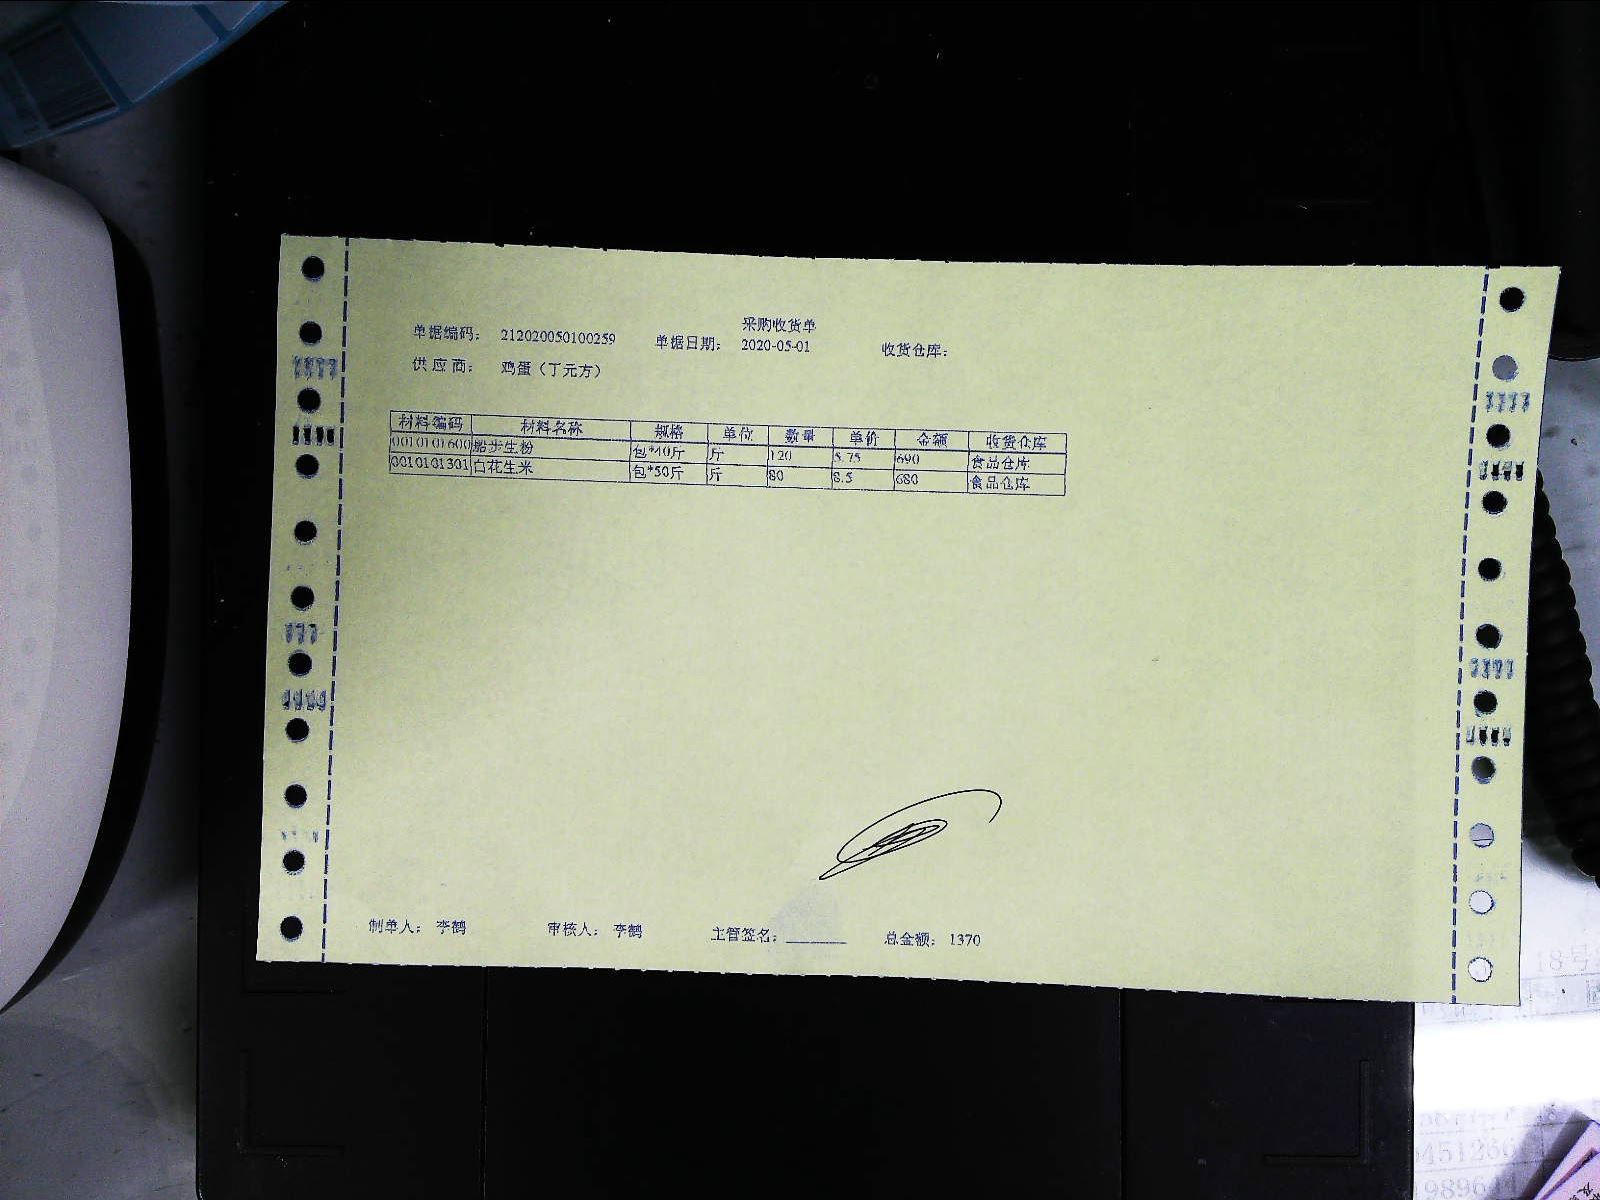 采购收货单
单据编码： 212020050100259 单据日期： 2020-05-01 收货仓库：
供 应 商： 鸡蛋（丁元方）
材料编码 材料名称 规格 单位 数量 单价 金额 收货仓库
0010101600 船步生粉 包*40斤 斤 120 5.75 690 食品仓库
0010101301 白花生米 包*50斤 斤 80 8.5 680 食品仓库
制单人： 李鹤 审核人： 李鹤 主管签名： 总金额： 1370
18号